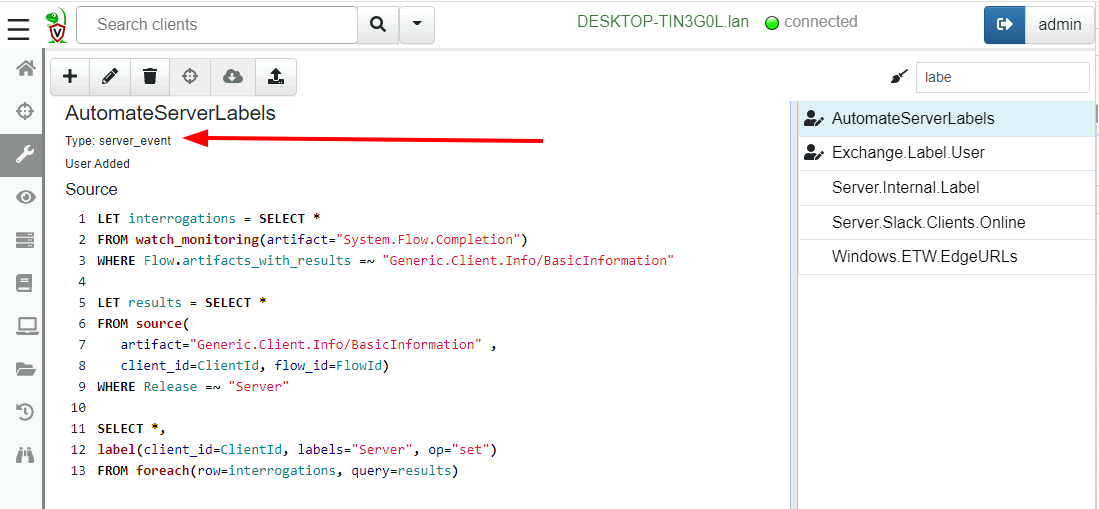 Search clients
DESKTOP-TIN3G0L.lan connected
admin
labe
AutomateServerLabels
Type: server_event
User Added
Source
1 LET interrogations = SELECT *
2 FROM watch_monitoring(artifact="System.Flow.Completion")
3 WHERE Flow.artifacts_with_results =~ "Generic.Client.Info/BasicInformation"
4
5 LET results = SELECT *
6 FROM source(
7 artifact="Generic.Client.Info/BasicInformation" ,
8 client_id=ClientId, flow_id=FlowId)
9 WHERE Release =~ "Server"
10
11 SELECT *,
12 label(client_id=ClientId, labels="Server", op="set")
13 FROM foreach(row=interrogations, query=results)
AutomateServerLabels
Exchange.Label.User
Server.Internal.Label
Server.Slack.Clients.Online
Windows.ETW.EdgeURLs